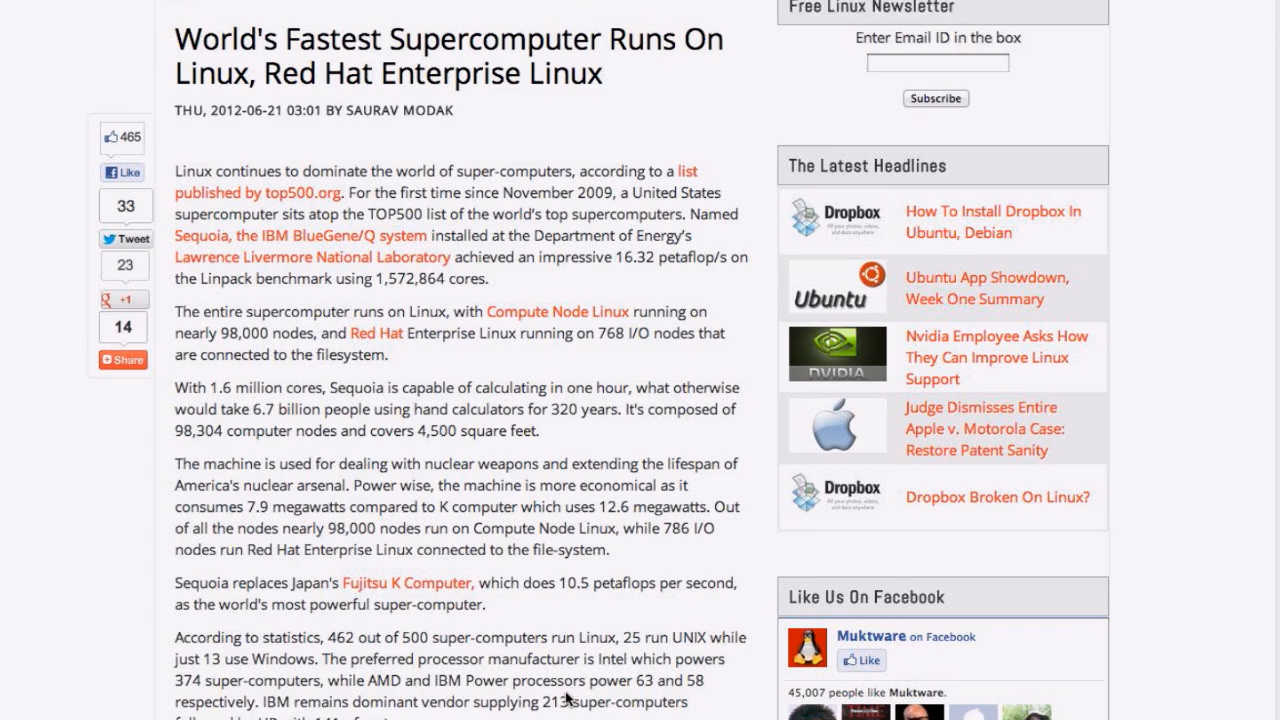 World's Fastest Supercomputer Runs On
Linux, Red Hat Enterprise Linux
THU, 2012-06-21 03:01 BY SAURAV MODAK
465
Like
33
Tweet
23
+1
14
Share
Linux continues to dominate the world of super-computers, according to a list
published by top500.org. For the first time since November 2009, a United States
supercomputer sits atop the TOP500 list of the world's top supercomputers. Named
Sequoia, the IBM BlueGene/Q system installed at the Department of Energy's
Lawrence Livermore National Laboratory achieved an impressive 16.32 petaflop/s on
the Linpack benchmark using 1,572,864 cores.
The entire supercomputer runs on Linux, with Compute Node Linux running on
nearly 98,000 nodes, and Red Hat Enterprise Linux running on 768 I/O nodes that
are connected to the filesystem.
With 1.6 million cores, Sequoia is capable of calculating in one hour, what otherwise
would take 6.7 billion people using hand calculators for 320 years. It's composed of
98,304 computer nodes and covers 4,500 square feet.
The machine is used for dealing with nuclear weapons and extending the lifespan of
America's nuclear arsenal. Power wise, the machine is more economical as it
consumes 7.9 megawatts compared to K computer which uses 12.6 megawatts. Out
of all the nodes nearly 98,000 nodes run on Compute Node Linux, while 786 I/O
nodes run Red Hat Enterprise Linux connected to the file-system.
Sequoia replaces Japan's Fujitsu K Computer, which does 10.5 petaflops per second,
as the world's most powerful super-computer.
According to statistics, 462 out of 500 super-computers run Linux, 25 run UNIX while
just 13 use Windows. The preferred processor manufacturer is Intel which powers
374 super-computers, while AMD and IBM Power processors power 63 and 58
respectively. IBM remains dominant vendor supplying 213 super-computers
Free Linux Newsletter
Enter Email ID in the box
Subscribe
The Latest Headlines
Dropbox
How To Install Dropbox In
Ubuntu, Debian
Ubuntu
Ubuntu App Showdown,
Week One Summary
NVIDIA
Nvidia Employee Asks How
They Can Improve Linux
Support
Judge Dismisses Entire
Apple v. Motorola Case:
Restore Patent Sanity
Dropbox
Dropbox Broken On Linux?
Like Us On Facebook
Muktware on Facebook
Like
45,007 people like Muktware.